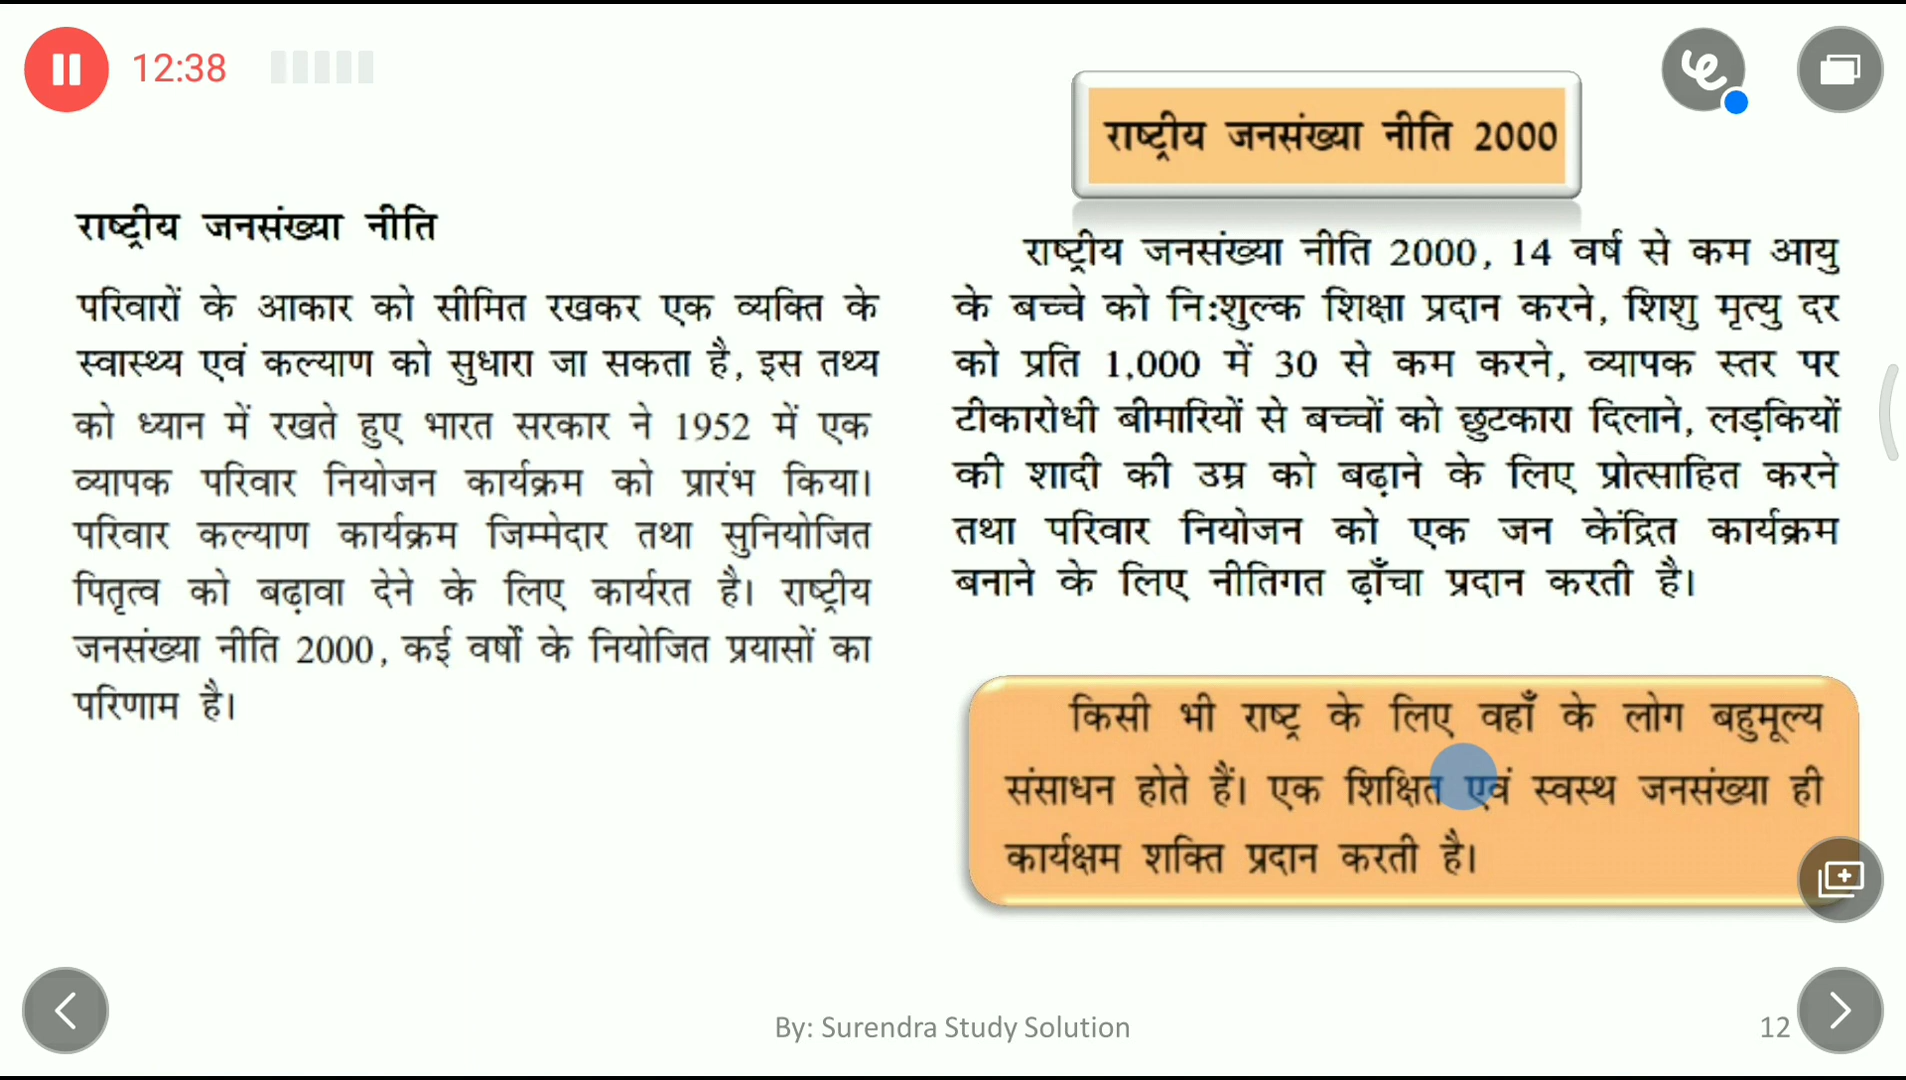 12:38
राष्ट्रीय जनसंख्या नीति
परिवारों के आकार को सीमित रखकर एक व्यक्ति के
स्वास्थ्य एवं कल्याण को सुधारा जा सकता है, इस तथ्य
को ध्यान में रखते हुए भारत सरकार ने 1952 में एक
व्यापक परिवार नियोजन कार्यक्रम को प्रारंभ किया।
परिवार कल्याण कार्यक्रम जिम्मेदार तथा सुनियोजित
पितृत्व को बढ़ावा देने के लिए कार्यरत है। राष्ट्रीय
जनसंख्या नीति 2000, कई वर्षों के नियोजित प्रयासों का
परिणाम है।
राष्ट्रीय जनसंख्या नीति 2000
राष्ट्रीय जनसंख्या नीति 2000, 14 वर्ष से कम आयु
के बच्चे को नि:शुल्क शिक्षा प्रदान करने, शिशु मृत्यु दर
को प्रति 1,000 में 30 से कम करने, व्यापक स्तर पर
टीकारोधी बीमारियों से बच्चों को छुटकारा दिलाने, लड़कियों
की शादी की उम्र को बढ़ाने के लिए प्रोत्साहित करने
तथा परिवार नियोजन को एक जन केंद्रित कार्यक्रम
बनाने के लिए नीतिगत ढ़ाँचा प्रदान करती है।
किसी भी राष्ट्र के लिए वहाँ के लोग बहुमूल्य
संसाधन होते हैं। एक शिक्षित एवं स्वस्थ जनसंख्या ही
कार्यक्षम शक्ति प्रदान करती है।
By: Surendra Study Solution
12